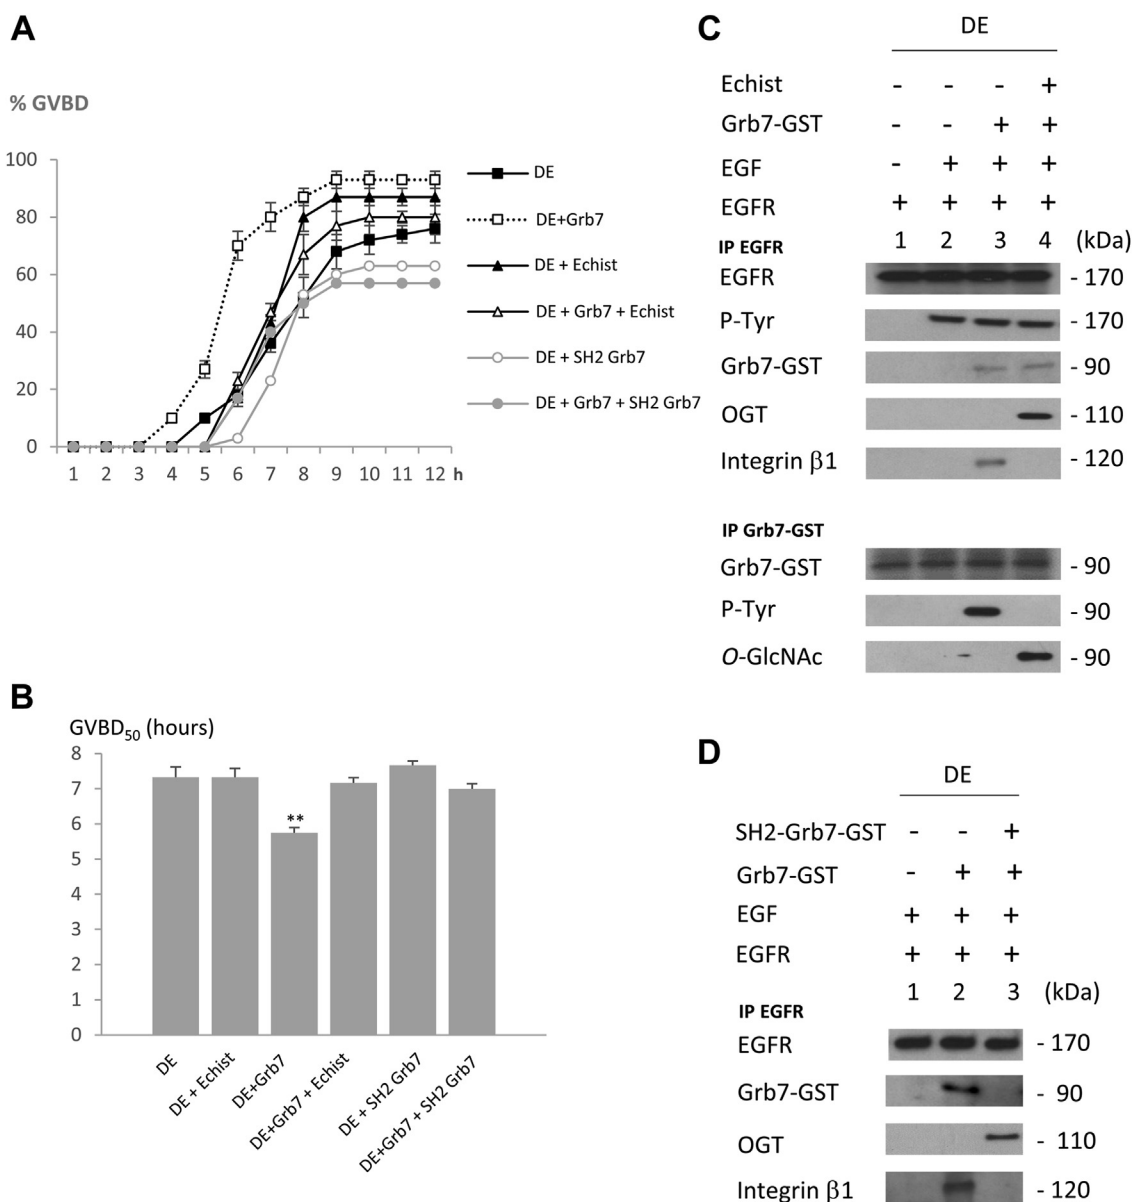 A
% GVBD
100
80
60
40
20
0
1 2 3 4 5 6 7 8 9 10 11 12 h
DE
DE+Grb7
DE + Echist
DE + Grb7 + Echist
DE + SH2 Grb7
DE + Grb7 + SH2 Grb7
B
GVBD50 (hours)
8
7
6
5
4
3
2
1
0
**
DE
DE + Echist
DE+Grb7
DE+Grb7 + Echist
DE + SH2 Grb7
DE+Grb7 + SH2 Grb7
C
DE
Echist - - - +
Grb7-GST - - + +
EGF - + + +
EGFR + + + +
IP EGFR 1 2 3 4 (kDa)
EGFR - 170
P-Tyr - 170
Grb7-GST - 90
OGT - 110
Integrin β1 - 120
IP Grb7-GST
Grb7-GST - 90
P-Tyr - 90
O-GlcNAc - 90
D
DE
SH2-Grb7-GST - - +
Grb7-GST - + +
EGF + + +
EGFR + + +
1 2 3 (kDa)
IP EGFR
EGFR - 170
Grb7-GST - 90
OGT - 110
Integrin β1 - 120